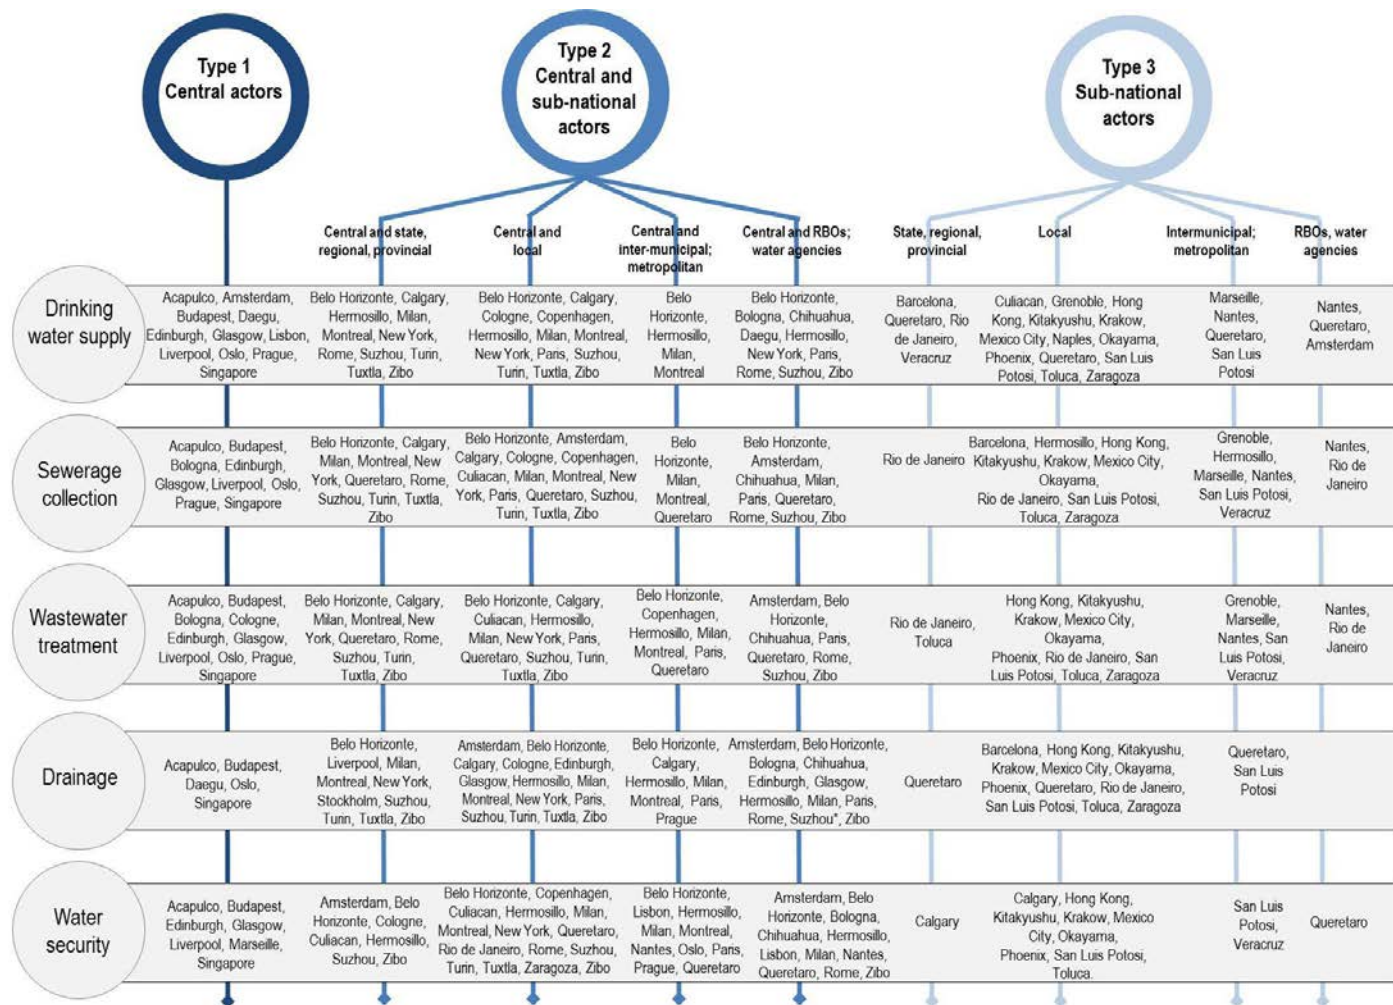 Type 1
Central actors
Type 2
Central and
sub-national
actors
Type 3
Sub-national
actors
Central and state,
regional, provincial
Central and
local
Central and
inter-municipal;
metropolitan
Central and RBOs;
water agencies
State, regional,
provincial
Local
Intermunicipal;
metropolitan
RBOs, water
agencies
Drinking
water supply
Acapulco, Amsterdam,
Budapest, Daegu,
Edinburgh, Glasgow, Lisbon,
Liverpool, Oslo, Prague,
Singapore
Belo Horizonte, Calgary,
Hermosillo, Milan,
Montreal, New York,
Rome, Suzhou, Turin,
Tuxtla, Zibo
Belo Horizonte, Calgary,
Cologne, Copenhagen,
Hermosillo, Milan, Montreal,
New York, Paris, Suzhou,
Turin, Tuxtla, Zibo
Belo
Horizonte,
Hermosillo,
Milan,
Montreal
Belo Horizonte,
Bologna, Chihuahua,
Daegu, Hermosillo,
New York, Paris,
Rome, Suzhou, Zibo
Barcelona,
Queretaro, Rio
de Janeiro,
Veracruz
Culiacan, Grenoble, Hong
Kong, Kitakyushu, Krakow,
Mexico City, Naples, Okayama,
Phoenix, Queretaro, San Luis
Potosi, Toluca, Zaragoza
Marseille,
Nantes,
Queretaro,
San Luis
Potosi
Nantes,
Queretaro,
Amsterdam
Sewerage
collection
Acapulco, Budapest,
Bologna, Edinburgh,
Glasgow, Liverpool, Oslo,
Prague, Singapore
Belo Horizonte, Calgary,
Milan, Montreal, New
York, Queretaro, Rome,
Suzhou, Turin, Tuxtla,
Zibo
Belo Horizonte, Amsterdam,
Calgary, Cologne, Copenhagen,
Culiacan, Milan, Montreal, New
York, Paris, Queretaro, Suzhou,
Turin, Tuxtla, Zibo
Belo
Horizonte,
Milan,
Montreal,
Queretaro
Belo Horizonte,
Amsterdam,
Chihuahua, Milan,
Paris, Queretaro,
Rome, Suzhou, Zibo
Rio de Janeiro
Barcelona, Hermosillo, Hong Kong,
Kitakyushu, Krakow, Mexico City,
Okayama,
Rio de Janeiro, San Luis Potosi,
Toluca, Zaragoza
Grenoble,
Hermosillo,
Marseille, Nantes,
San Luis Potosi,
Veracruz
Nantes,
Rio de
Janeiro
Wastewater
treatment
Acapulco, Budapest,
Bologna, Cologne,
Edinburgh, Glasgow,
Liverpool, Oslo, Prague,
Singapore
Belo Horizonte, Calgary,
Milan, Montreal, New
York, Queretaro, Rome,
Suzhou, Turin,
Tuxtla, Zibo
Belo Horizonte, Calgary,
Culiacan, Hermosillo,
Milan, New York, Paris,
Queretaro, Suzhou, Turin,
Tuxtla, Zibo
Belo Horizonte,
Copenhagen,
Hermosillo, Milan,
Montreal, Paris,
Queretaro
Amsterdam, Belo
Horizonte,
Chihuahua, Paris,
Queretaro, Rome,
Suzhou, Zibo
Rio de Janeiro,
Toluca
Hong Kong, Kitakyushu,
Krakow, Mexico City,
Okayama,
Phoenix, Rio de Janeiro, San
Luis Potosi, Toluca, Zaragoza
Grenoble,
Marseille,
Nantes, San
Luis Potosi,
Veracruz
Nantes,
Rio de
Janeiro
Drainage
Acapulco, Budapest,
Daegu, Oslo,
Singapore
Belo Horizonte,
Liverpool, Milan,
Montreal, New York,
Stockholm, Suzhou,
Turin, Tuxtla, Zibo
Amsterdam, Belo Horizonte,
Calgary, Cologne, Edinburgh,
Glasgow, Hermosillo, Milan,
Montreal, New York, Paris,
Suzhou, Turin, Tuxtla, Zibo
Belo Horizonte,
Calgary,
Hermosillo, Milan,
Montreal, Paris,
Prague
Amsterdam, Belo Horizonte,
Bologna, Chihuahua,
Edinburgh, Glasgow,
Hermosillo, Milan, Paris,
Rome, Suzhou*, Zibo
Queretaro
Barcelona, Hong Kong, Kitakyushu,
Krakow, Mexico City, Okayama,
Phoenix, Queretaro, Rio de Janeiro,
San Luis Potosi, Toluca, Zaragoza
Queretaro,
San Luis
Potosi
Water
security
Acapulco, Budapest,
Edinburgh, Glasgow,
Liverpool, Marseille,
Singapore
Amsterdam, Belo
Horizonte, Cologne,
Culiacan, Hermosillo,
Suzhou, Zibo
Belo Horizonte, Copenhagen,
Culiacan, Hermosillo, Milan,
Montreal, New York, Queretaro,
Rio de Janeiro, Rome, Suzhou,
Turin, Tuxtla, Zaragoza, Zibo
Belo Horizonte,
Lisbon, Hermosillo,
Milan, Montreal,
Nantes, Oslo, Paris,
Prague, Queretaro
Amsterdam, Belo
Horizonte, Bologna,
Chihuahua, Hermosillo,
Lisbon, Milan, Nantes,
Queretaro, Rome, Zibo
Calgary
Calgary, Hong Kong,
Kitakyushu, Krakow, Mexico
City, Okayama,
Phoenix, San Luis Potosi,
Toluca.
San Luis
Potosi,
Veracruz
Queretaro